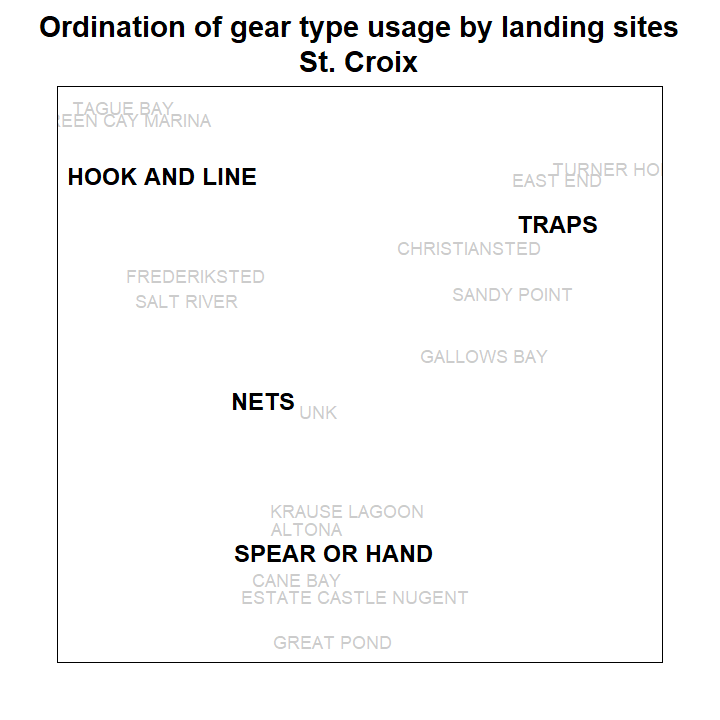 Ordination of gear type usage by landing sites
St. Croix
TAGUE BAY
REEN CAY MARINA
HOOK AND LINE
TURNER HO
EAST END
TRAPS
CHRISTIANSTED
FREDERIKSTED
SANDY POINT
SALT RIVER
GALLOWS BAY
NETS
UNK
KRAUSE LAGOON
ALTONA
SPEAR OR HAND
CANE BAY
ESTATE CASTLE NUGENT
GREAT POND